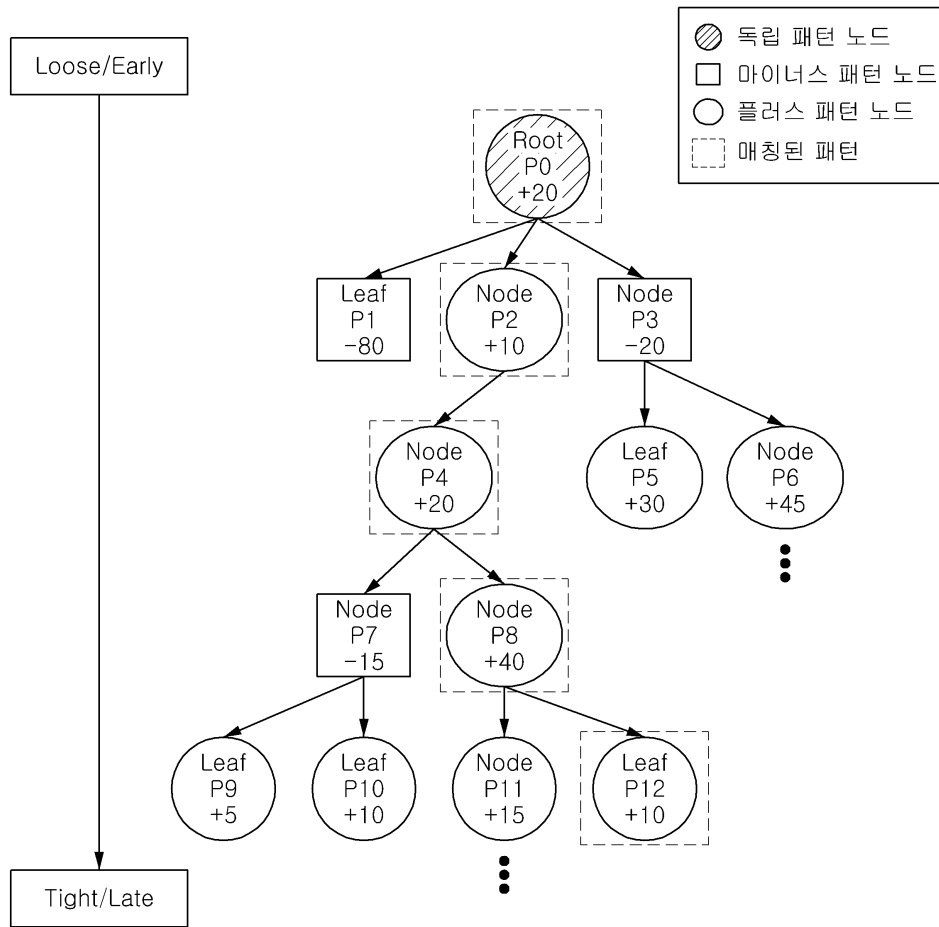 Loose/Early
독립 패턴 노드
마이너스 패턴 노드
플러스 패턴 노드
매칭된 패턴
Root
P0
+20
Leaf
P1
-80
Node
P2
+10
Node
P3
-20
Node
P4
+20
Leaf
P5
+30
Node
P6
+45
Node
P7
-15
Node
P8
+40
Leaf
P9
+5
Leaf
P10
+10
Node
P11
+15
Leaf
P12
+10
Tight/Late